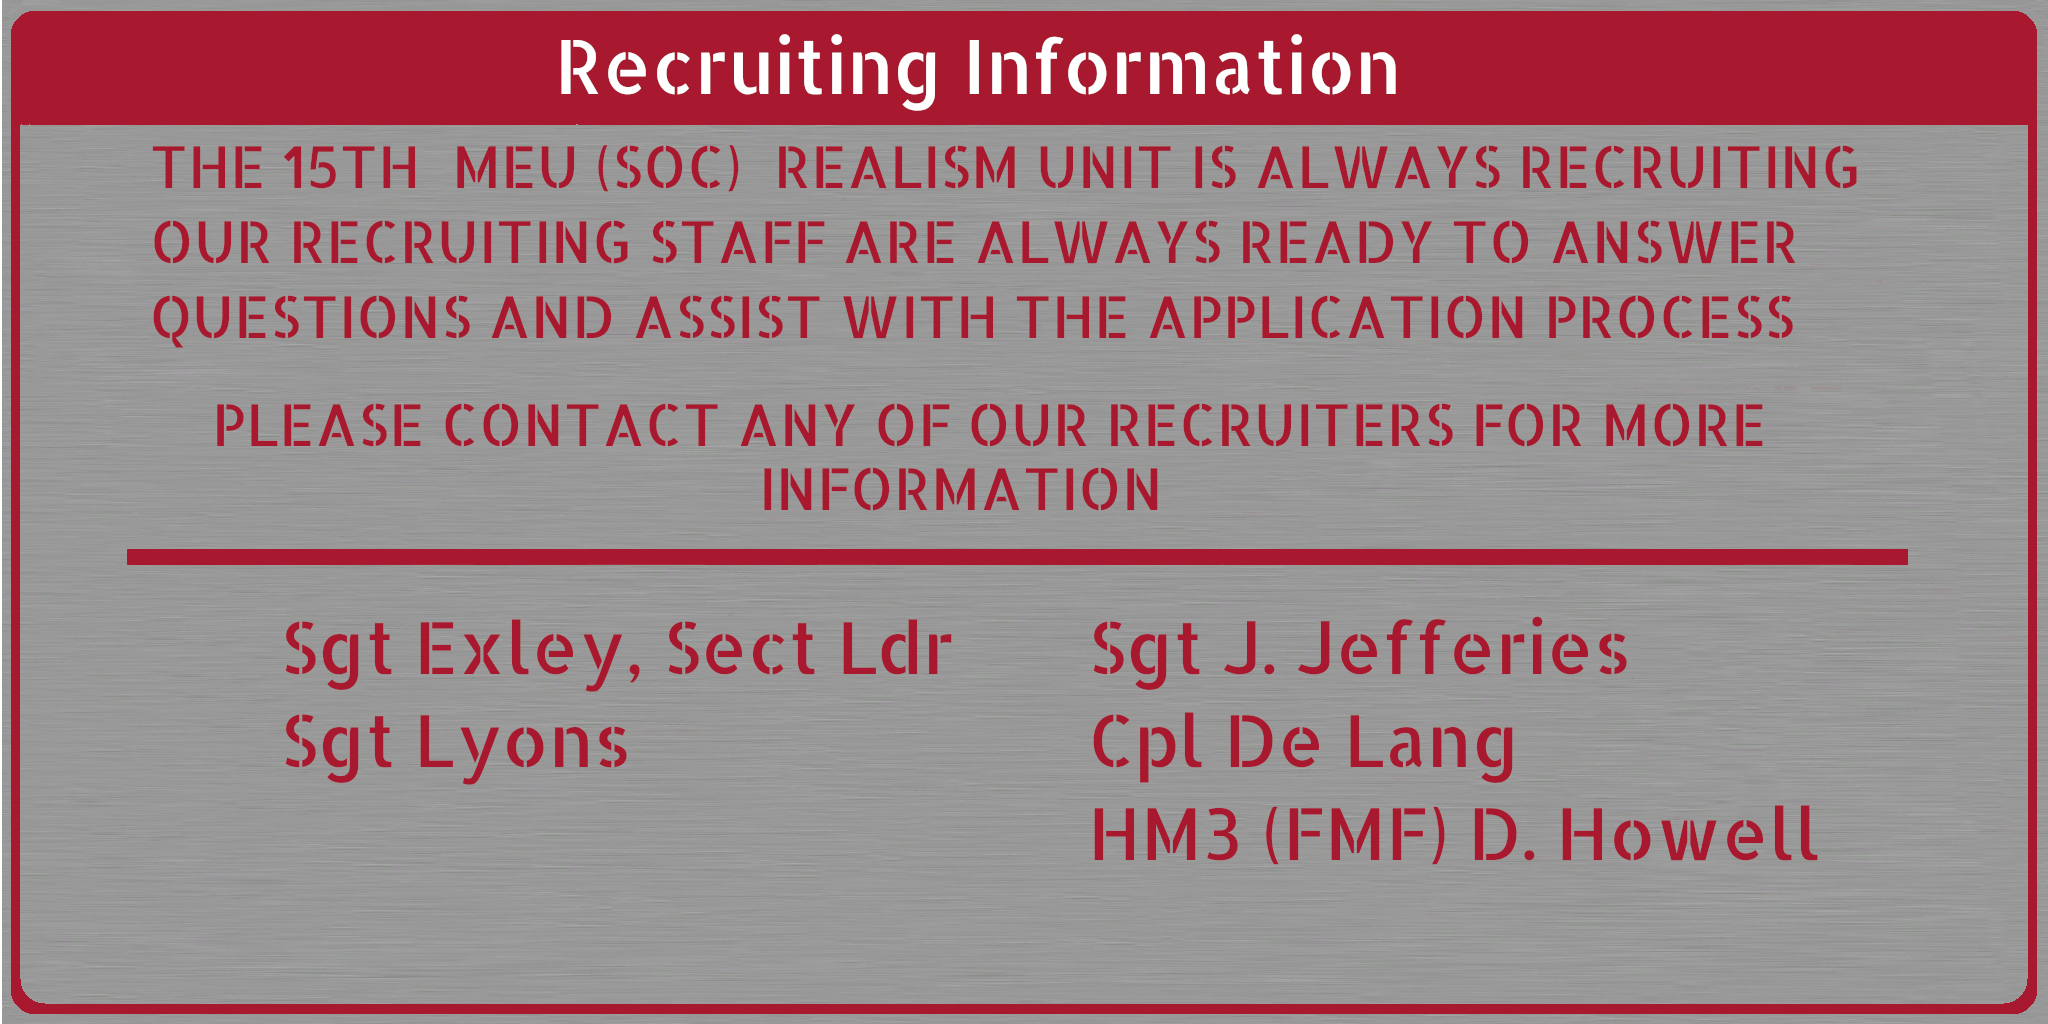 Recruiting Information
THE 15TH MEU (SOC) REALISM UNIT IS ALWAYS RECRUITING
OUR RECRUITING STAFF ARE ALWAYS READY TO ANSWER
QUESTIONS AND ASSIST WITH THE APPLICATION PROCESS
PLEASE CONTACT ANY OF OUR RECRUITERS FOR MORE
INFORMATION
Sgt Exley, Sect Ldr
Sgt Lyons
Sgt J. Jefferies
Cpl De Lang
HM3 (FMF) D. Howell